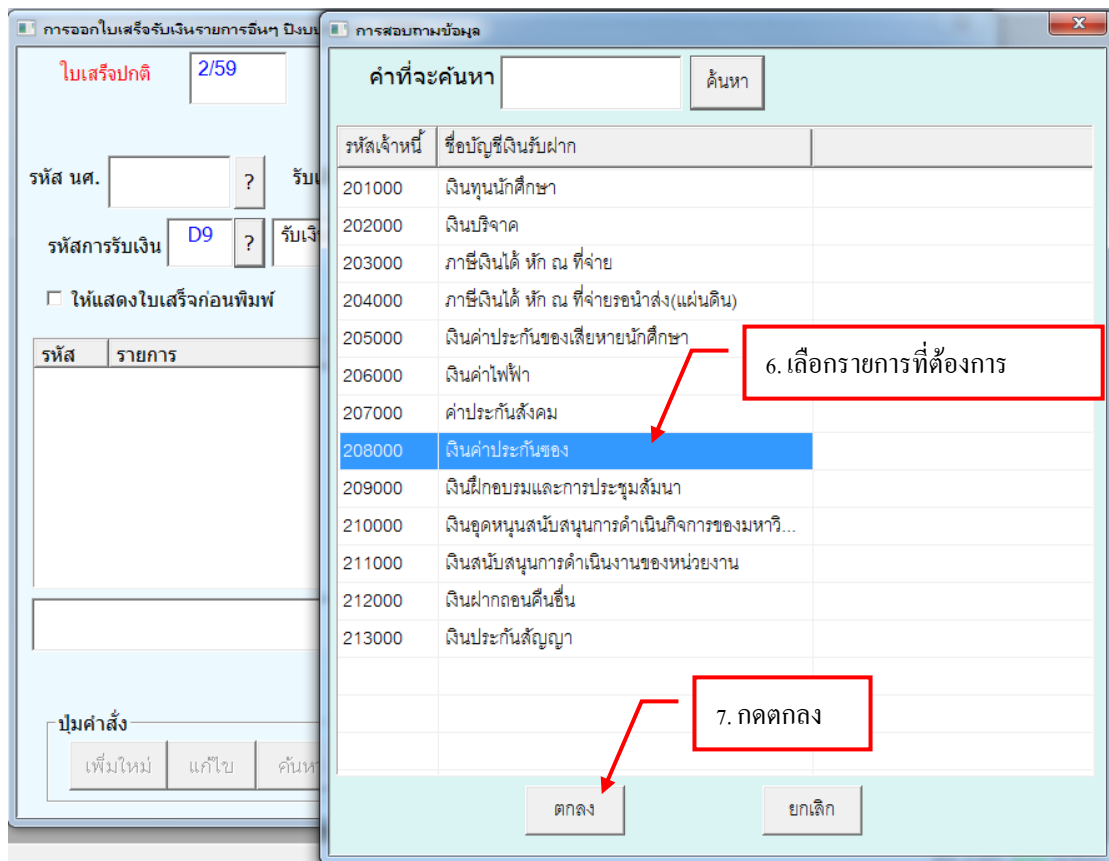 การออกใบเสร็จรับเงินรายการอื่นๆ
ใบเสร็จปกติ 2/59
รหัส นศ. ?
รหัสการรับเงิน D9 ?
ให้แสดงใบเสร็จก่อนพิมพ์
รหัส รายการ
ปุ่มคำสั่ง
เพิ่มใหม่ แก้ไข
การสอบถามข้อมูล
คำที่จะค้นหา ค้นหา
รหัสเจ้าหนี้ ชื่อบัญชีเงินรับฝาก
201000 เงินทุนนักศึกษา
202000 เงินบริจาค
203000 ภาษีเงินได้ หัก ณ ที่จ่าย
204000 ภาษีเงินได้ หัก ณ ที่จ่ายรอนำส่ง(แผ่นดิน)
205000 เงินค่าประกันของเสียหายนักศึกษา
206000 เงินค่าไฟฟ้า
207000 ค่าประกันสังคม
208000 เงินค่าประกันซอง
209000 เงินฝึกอบรมและการประชุมสัมนา
210000 เงินอุดหนุนสนับสนุนการดำเนินกิจการของมหาวิ...
211000 เงินสนับสนุนการดำเนินงานของหน่วยงาน
212000 เงินฝากถอนคืนอื่น
213000 เงินประกันสัญญา
6. เลือกรายการที่ต้องการ
7. กดตกลง
ตกลง ยกเลิก